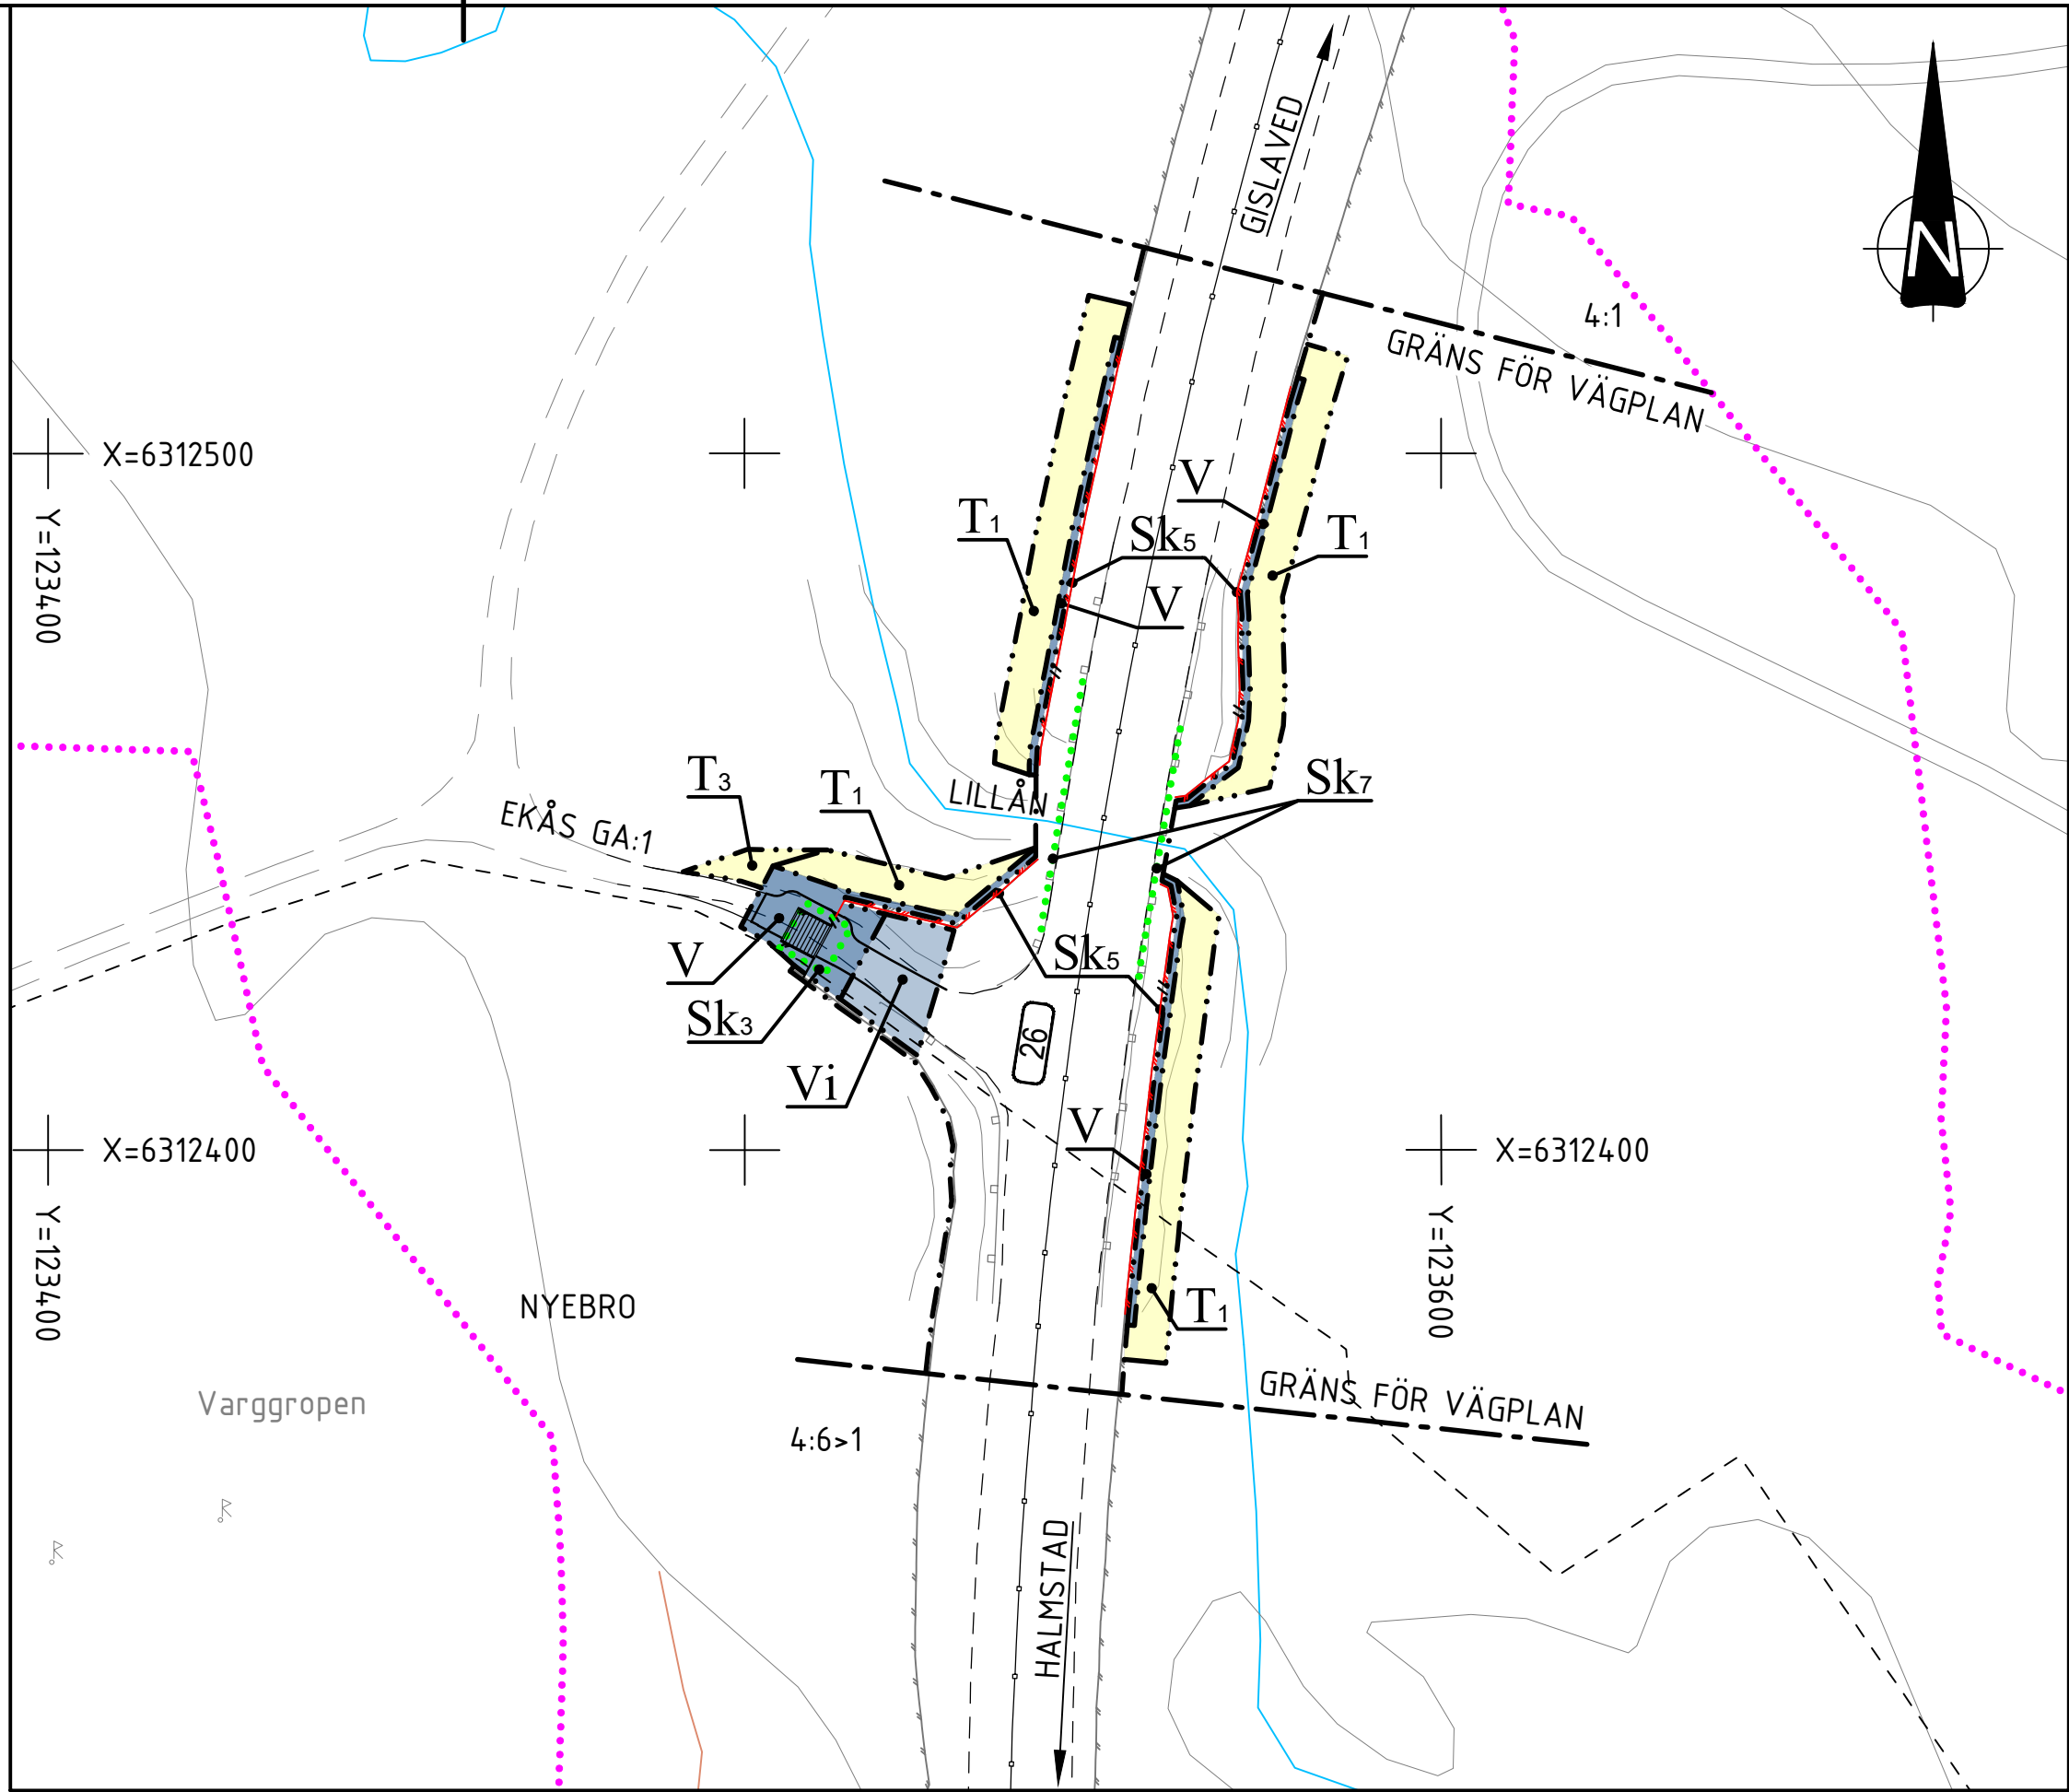 GISLAVED
N
4:1
GRÄNS FÖR VÄGPLAN
X=6312500
Y=123400
V
T1
Sk5
T1
V
T3
T1
LILLÅN
Sk7
EKÅS GA:1
V
Sk5
Sk3
26
Vi
V
X=6312400
X=6312400
Y=123400
Y=123600
NYEBRO
T1
GRÄNS FÖR VÄGPLAN
Varggropen
4:6>1
HALMSTAD